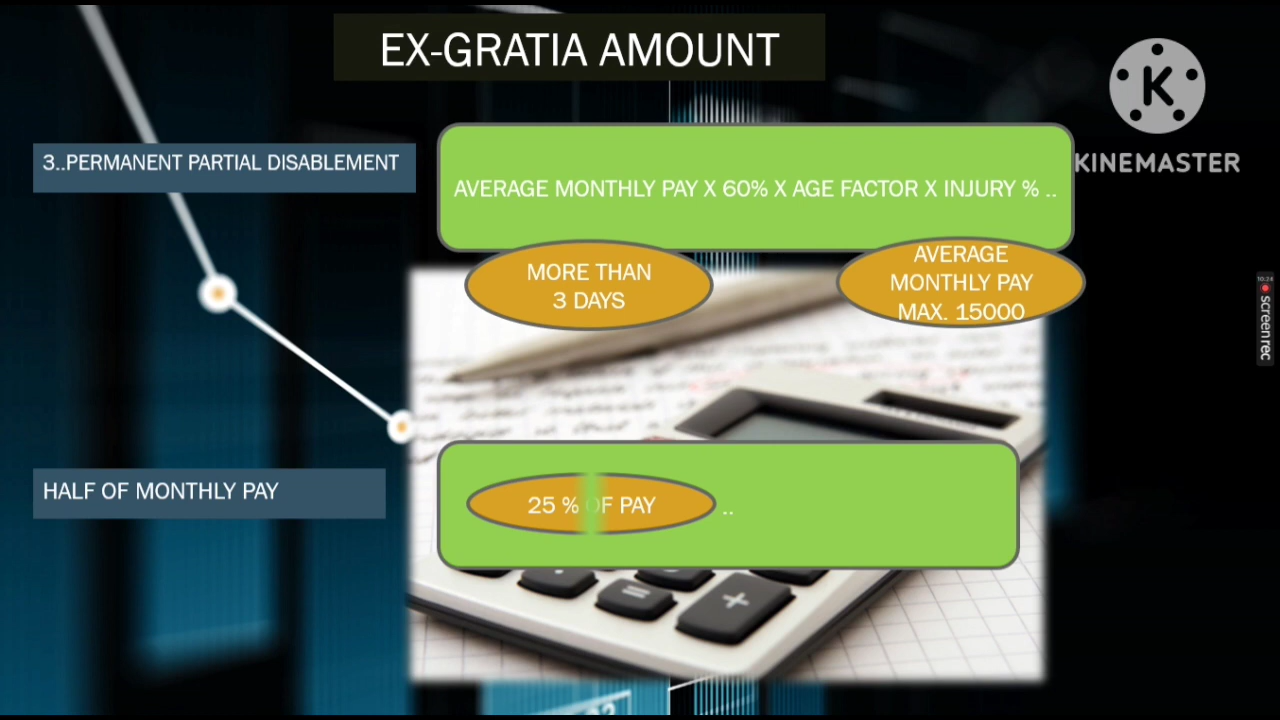 EX-GRATIA AMOUNT
K
KINEMASTER
3..PERMANENT PARTIAL DISABLEMENT
AVERAGE MONTHLY PAY X 60% X AGE FACTOR X INJURY % ..
MORE THAN
3 DAYS
AVERAGE
MONTHLY PAY
MAX. 15000
screenrec
HALF OF MONTHLY PAY
25 % OF PAY ..